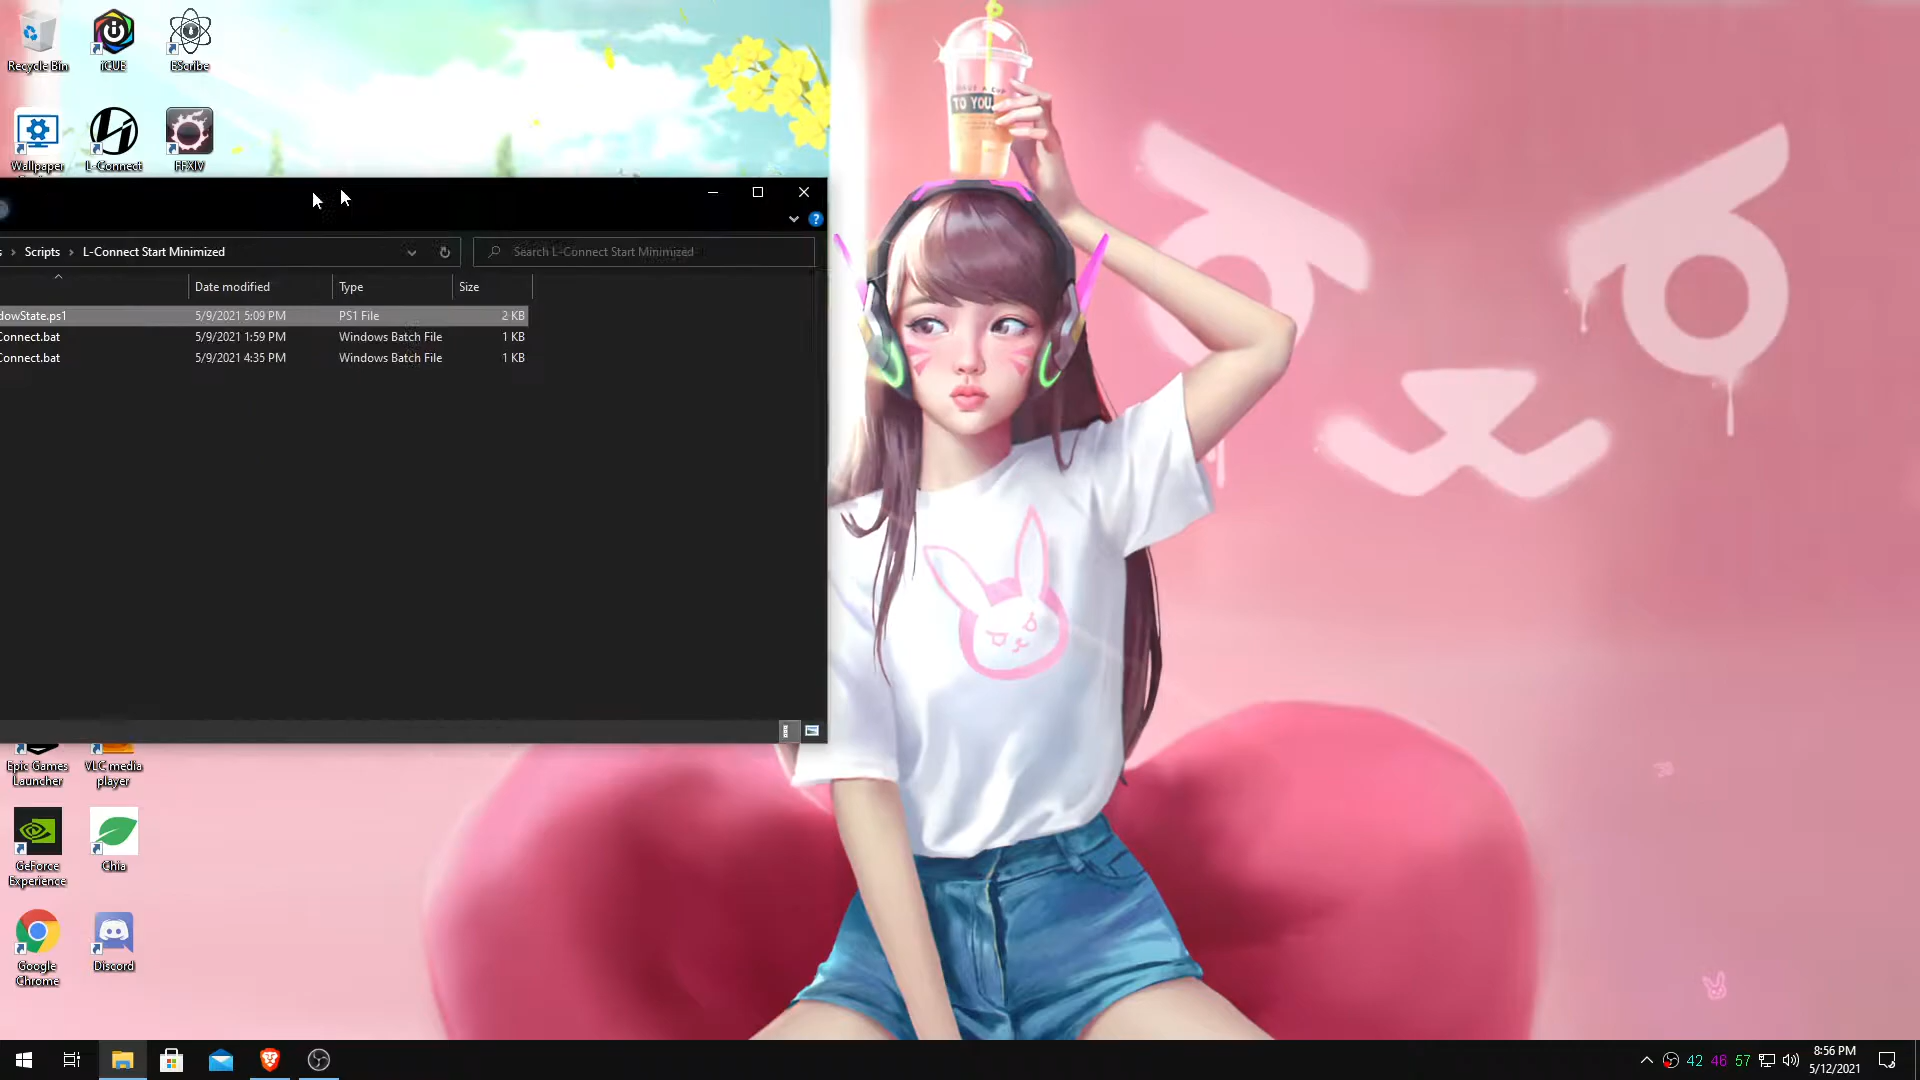 Recycle Bin
iCUE
EScribe
Wallpaper
L-Connect
FFXIV
TO YOU
Scripts
L-Connect Start Minimized
Search L-Connect Start Minimized
Date modified
Type
Size
dowState.ps1
5/9/2021 5:09 PM
PS1 File
2 KB
Connect.bat
5/9/2021 1:59 PM
Windows Batch File
1 KB
Connect.bat
5/9/2021 4:35 PM
Windows Batch File
1 KB
Epic Games
Launcher
VLC media
player
GeForce
Experience
Chia
Google
Chrome
Discord
42 46 57
8:56 PM
5/12/2021